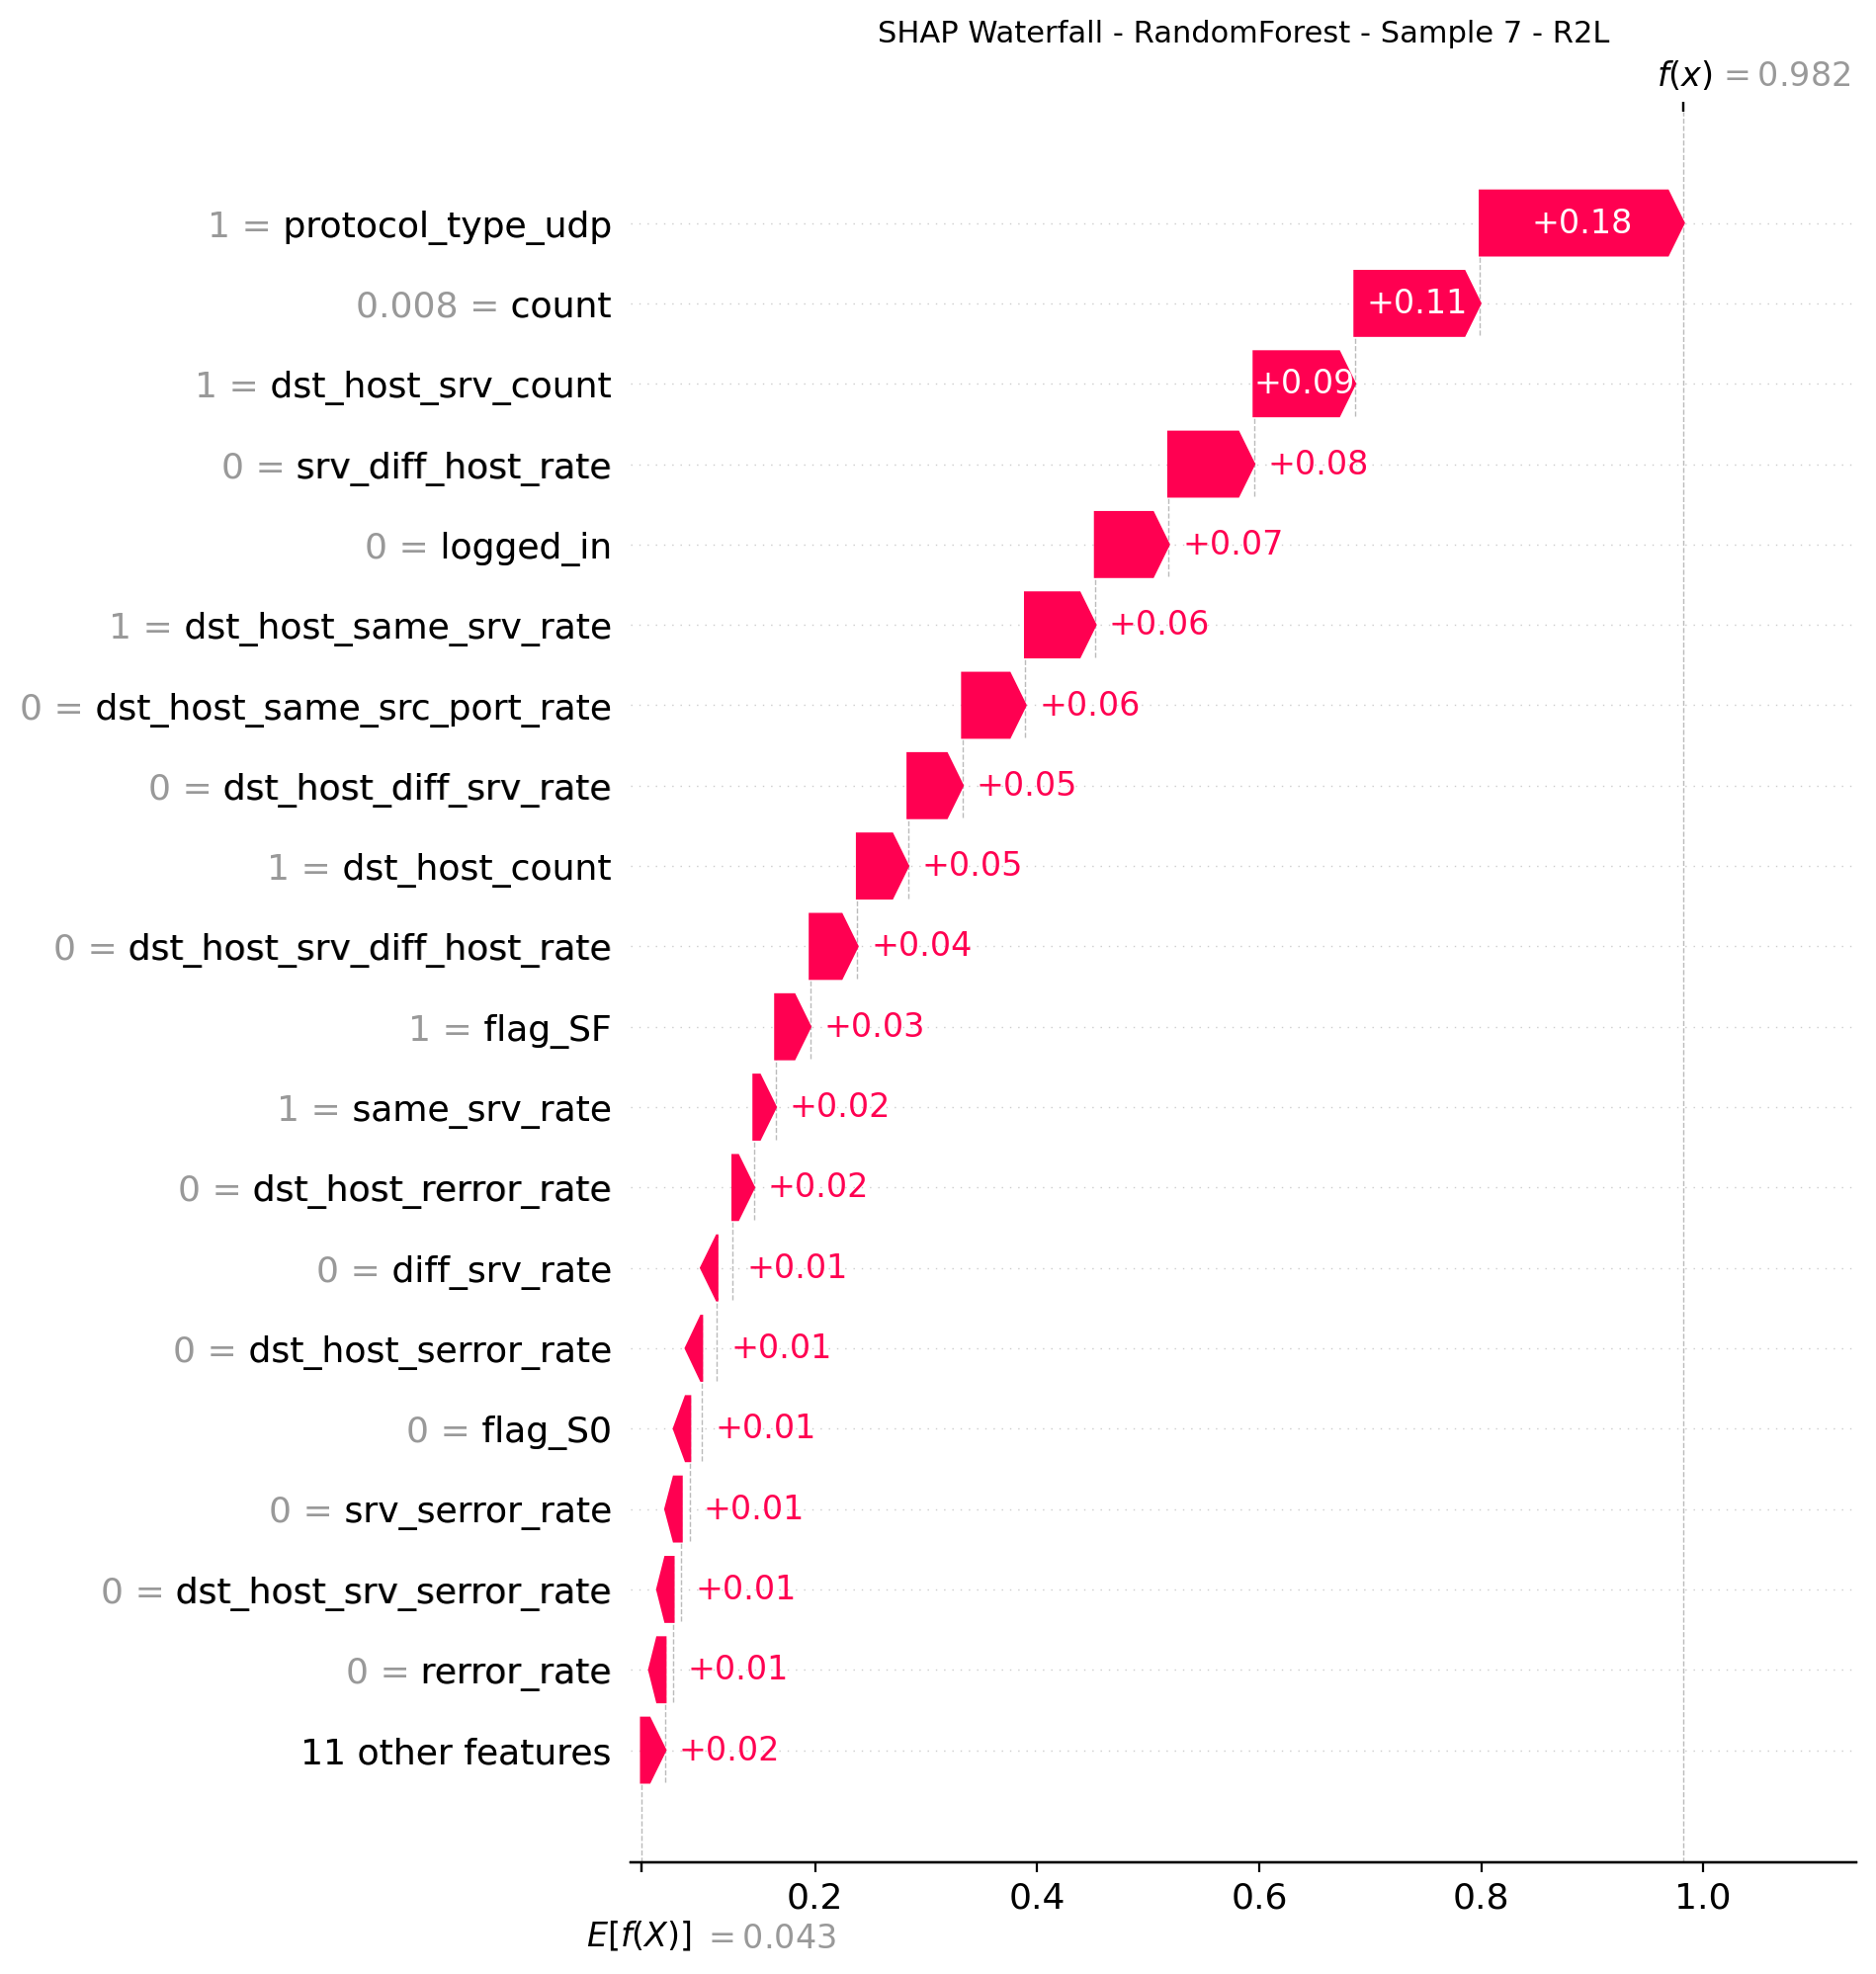 SHAP Waterfall - RandomForest - Sample 7 - R2L
f(x) = 0.982
1 = protocol_type_udp +0.18
0.008 = count +0.11
1 = dst_host_srv_count +0.09
0 = srv_diff_host_rate +0.08
0 = logged_in +0.07
1 = dst_host_same_srv_rate +0.06
0 = dst_host_same_src_port_rate +0.06
0 = dst_host_diff_srv_rate +0.05
1 = dst_host_count +0.05
0 = dst_host_srv_diff_host_rate +0.04
1 = flag_SF +0.03
1 = same_srv_rate +0.02
0 = dst_host_rerror_rate +0.02
0 = diff_srv_rate +0.01
0 = dst_host_serror_rate +0.01
0 = flag_S0 +0.01
0 = srv_serror_rate +0.01
0 = dst_host_srv_serror_rate +0.01
0 = rerror_rate +0.01
11 other features +0.02
0.2 0.4 0.6 0.8 1.0
E[f(X)] = 0.043